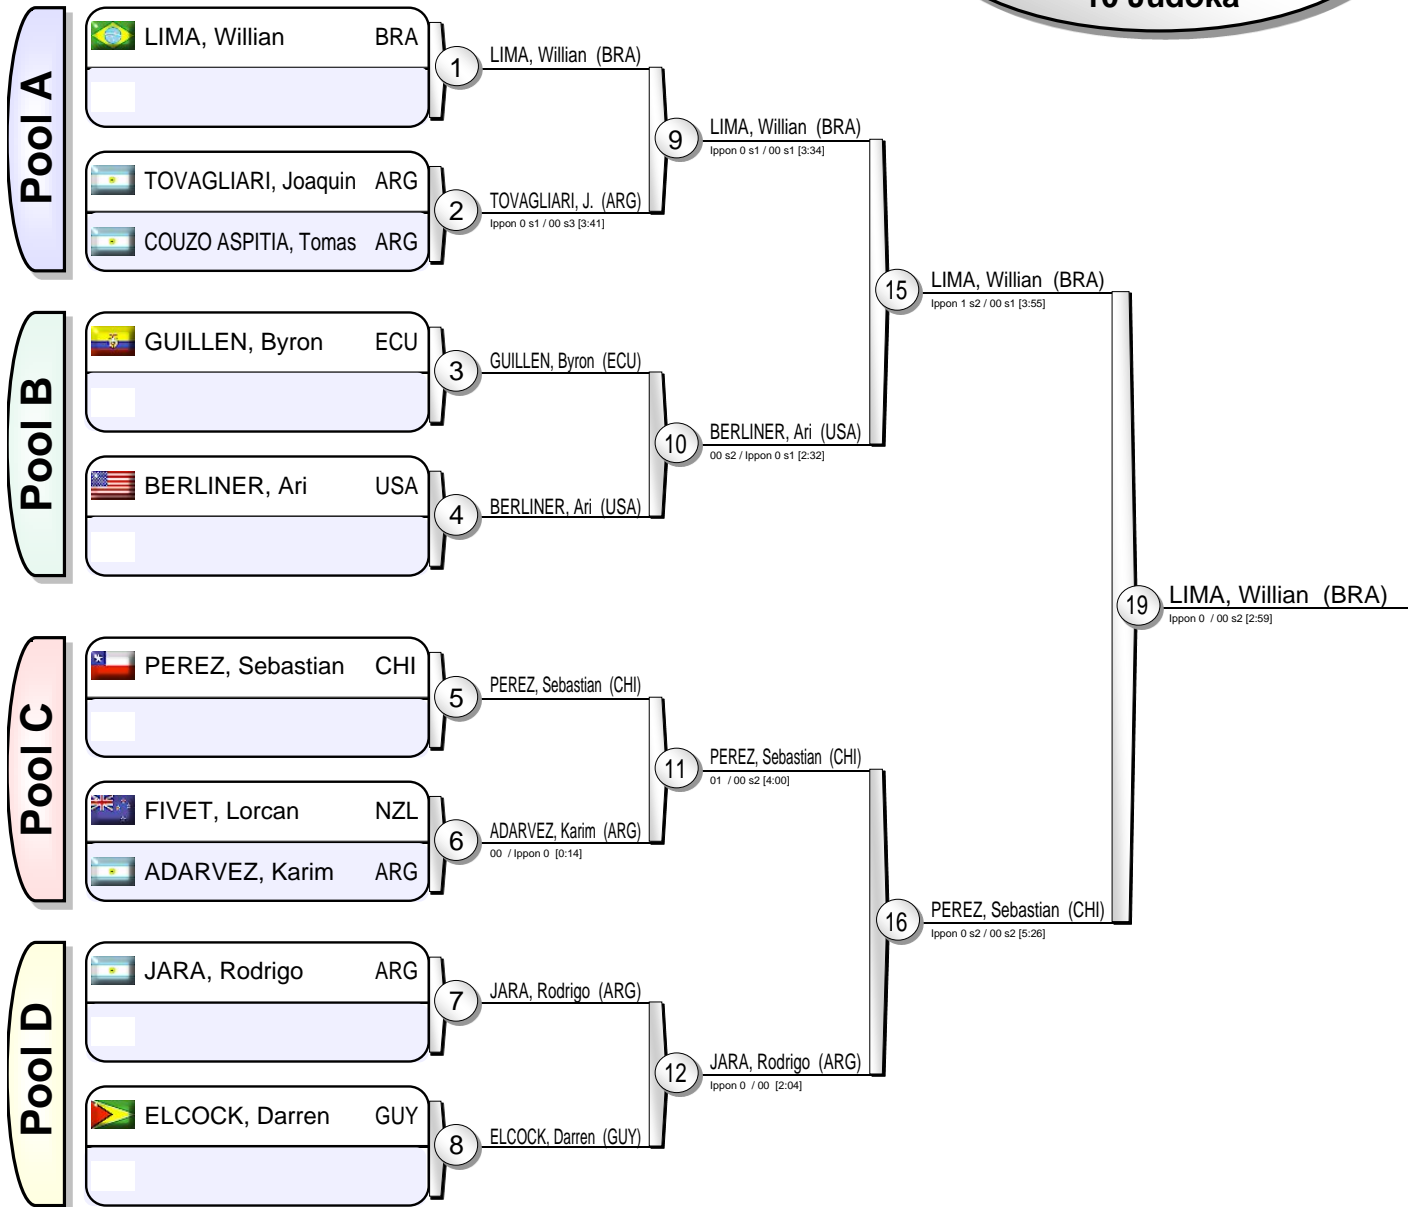 10 Judoka
Pool A
LIMA, Willian BRA
1
LIMA, Willian (BRA)
TOVAGLIARI, Joaquin ARG
COUZO ASPITIA, Tomas ARG
2
TOVAGLIARI, J. (ARG)
Ippon 0 s1 / 00 s3 [3:41]
9
LIMA, Willian (BRA)
Ippon 0 s1 / 00 s1 [3:34]
Pool B
GUILLEN, Byron ECU
3
GUILLEN, Byron (ECU)
BERLINER, Ari USA
4
BERLINER, Ari (USA)
10
BERLINER, Ari (USA)
00 s2 / Ippon 0 s1 [2:32]
15
LIMA, Willian (BRA)
Ippon 1 s2 / 00 s1 [3:55]
Pool C
PEREZ, Sebastian CHI
5
PEREZ, Sebastian (CHI)
FIVET, Lorcan NZL
ADARVEZ, Karim ARG
6
ADARVEZ, Karim (ARG)
00 / Ippon 0 [0:14]
11
PEREZ, Sebastian (CHI)
01 / 00 s2 [4:00]
Pool D
JARA, Rodrigo ARG
7
JARA, Rodrigo (ARG)
ELCOCK, Darren GUY
8
ELCOCK, Darren (GUY)
12
JARA, Rodrigo (ARG)
Ippon 0 / 00 [2:04]
16
PEREZ, Sebastian (CHI)
Ippon 0 s2 / 00 s2 [5:26]
19
LIMA, Willian (BRA)
Ippon 0 / 00 s2 [2:59]